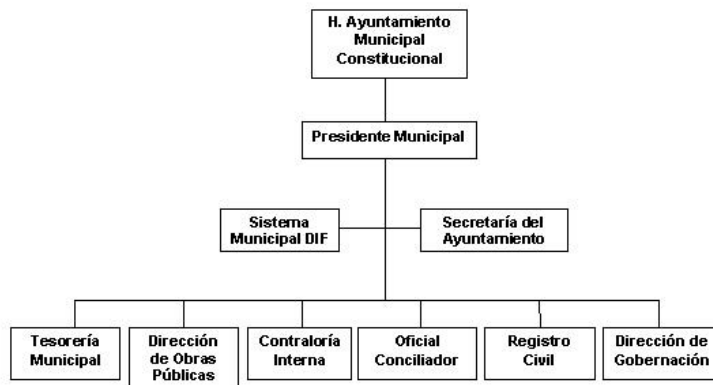 H. Ayuntamiento
Municipal
Constitucional
Presidente Municipal
Sistema
Municipal DIF
Secretaría del
Ayuntamiento
Tesorería
Municipal
Dirección
de Obras
Públicas
Contraloría
Interna
Oficial
Conciliador
Registro
Civil
Dirección de
Gobernación